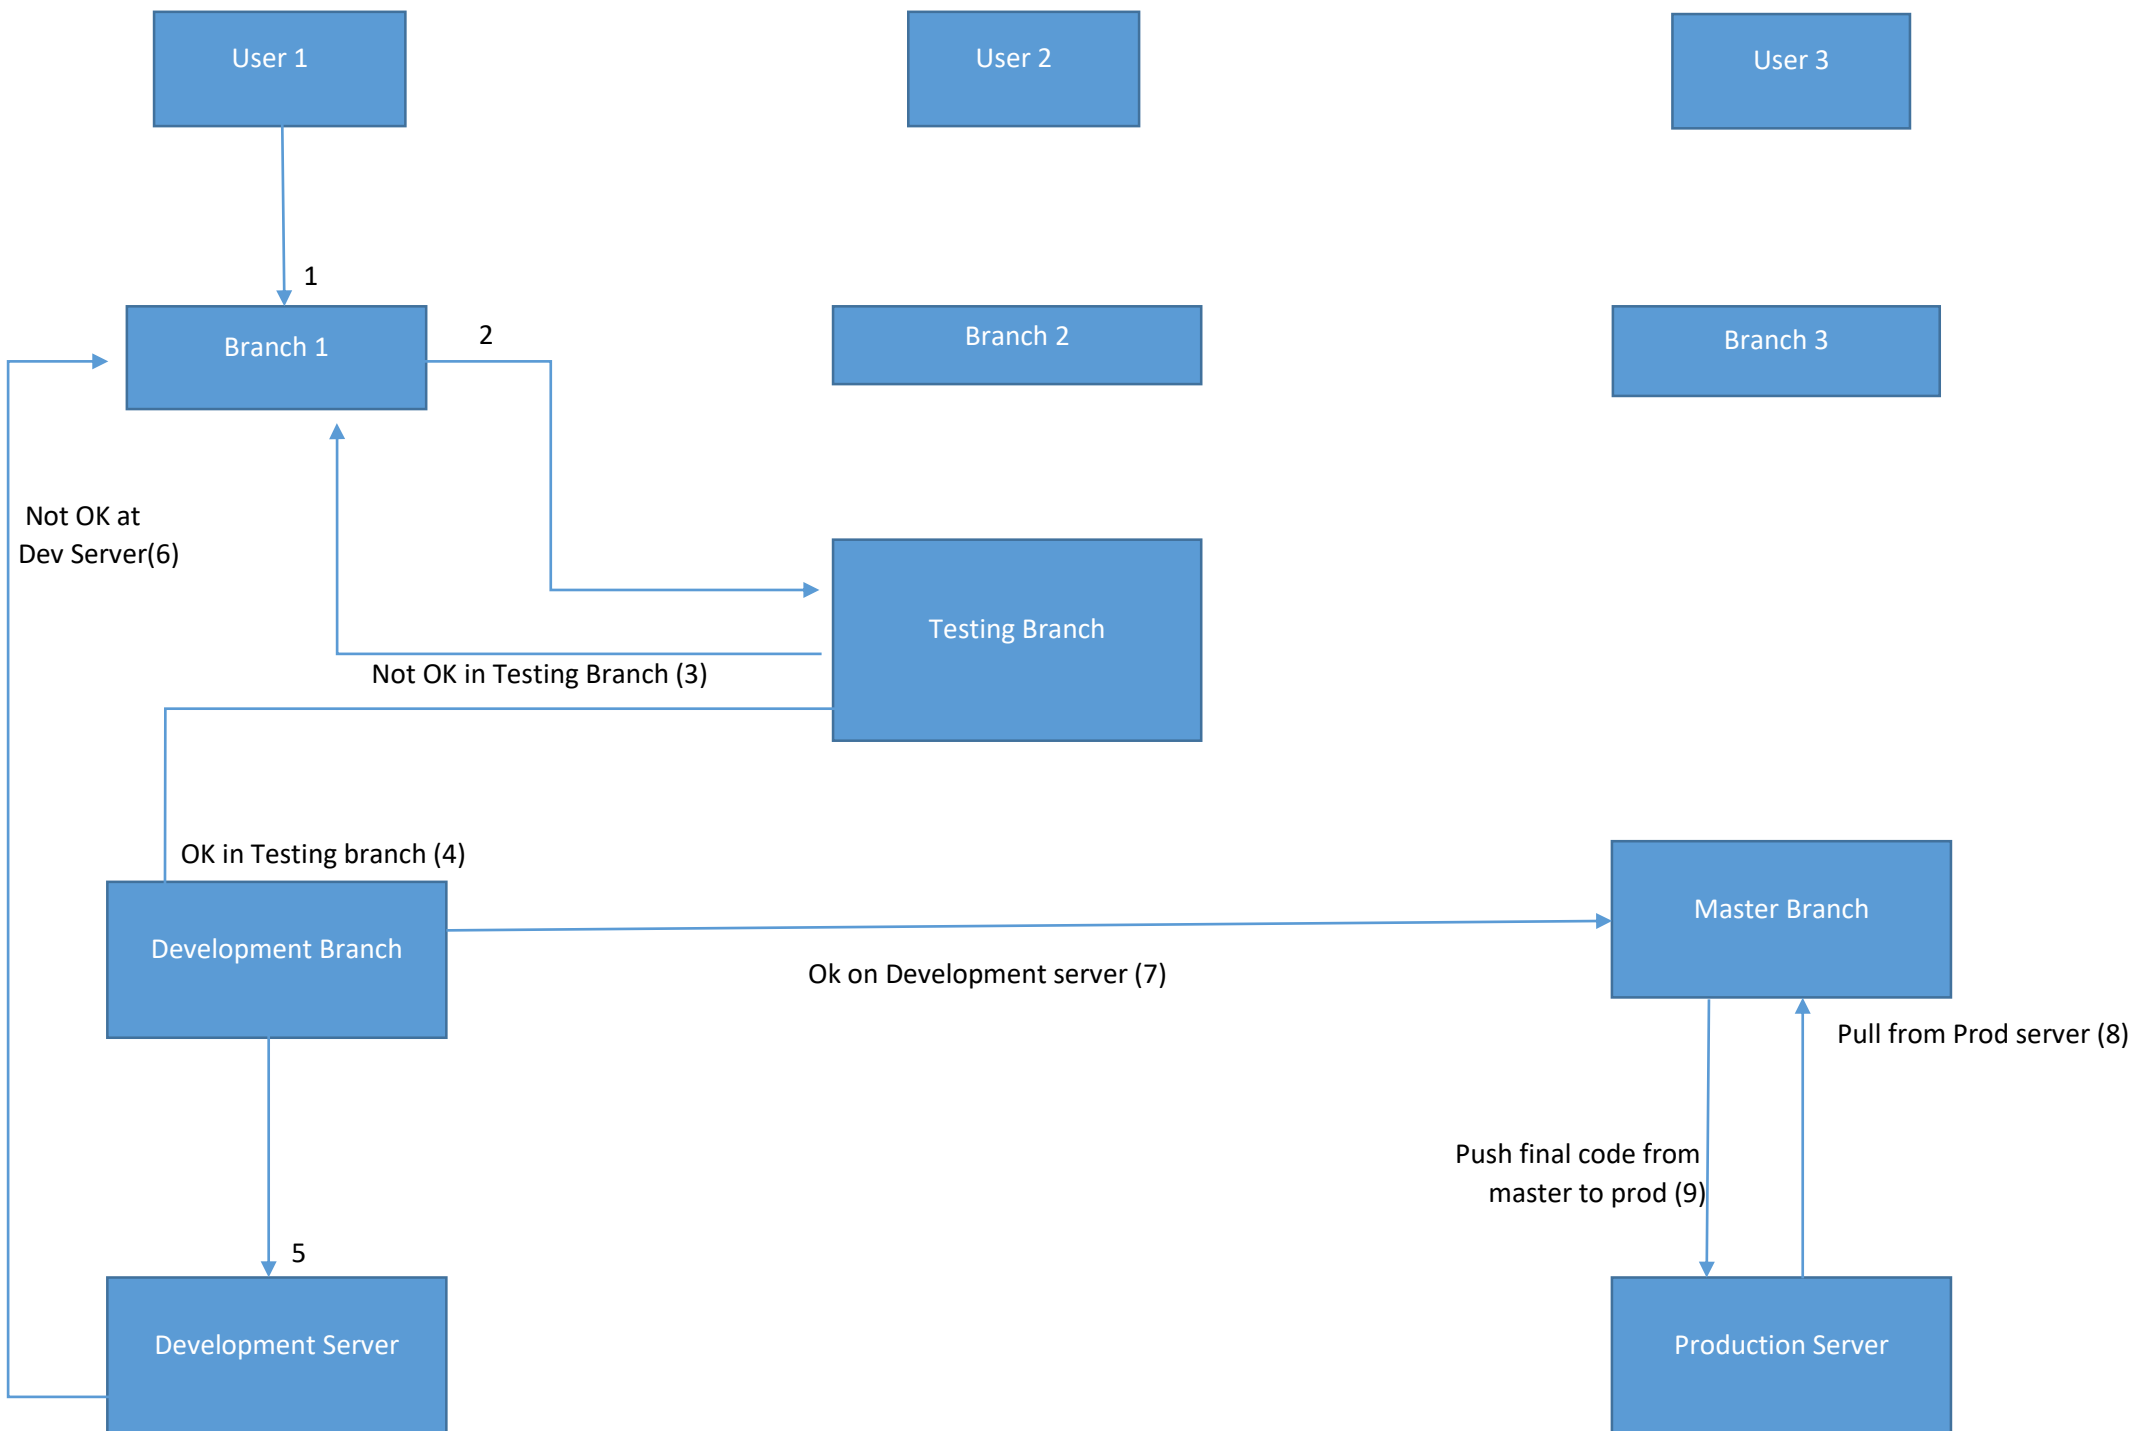 User 1
User 2
User 3
1
Branch 1
2
Branch 2
Branch 3
Not OK at
Dev Server(6)
Testing Branch
Not OK in Testing Branch (3)
OK in Testing branch (4)
Development Branch
Master Branch
Ok on Development server (7)
Pull from Prod server (8)
Push final code from
master to prod (9)
5
Development Server
Production Server